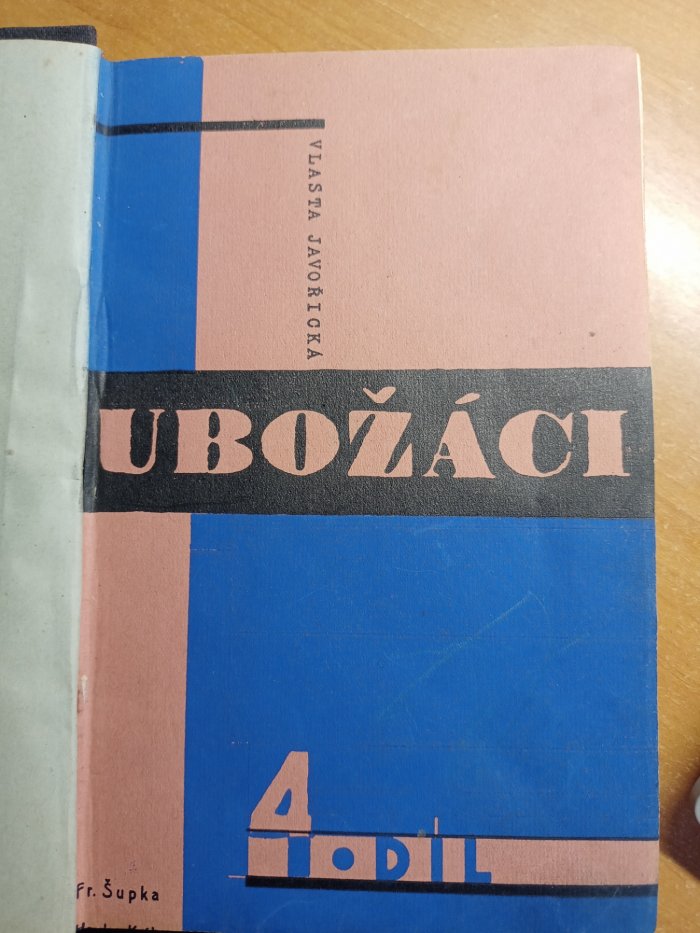 VLASTA JAVOŘICKÁ
UBOŽÁCI
4
DÍL
Fr. Šupka